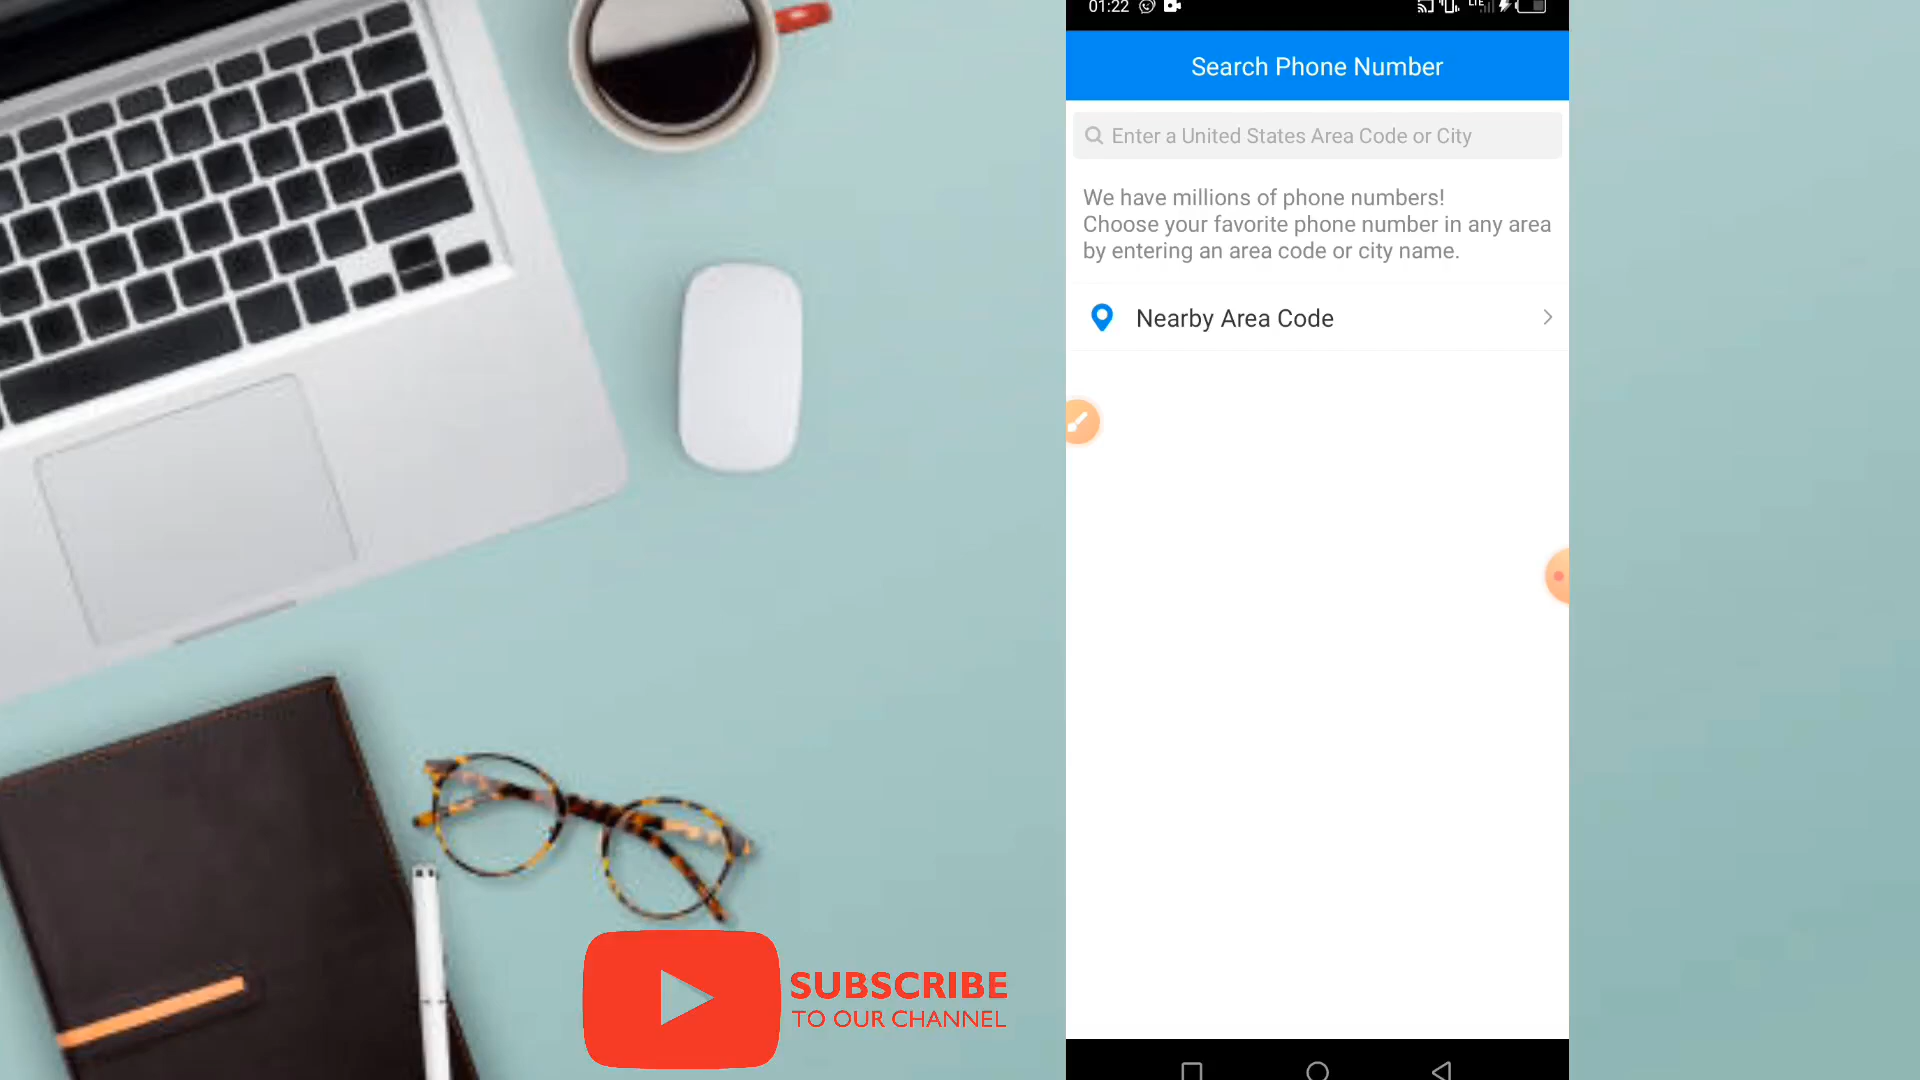 01:22
LTE
Search Phone Number
Enter a United States Area Code or City
We have millions of phone numbers!
Choose your favorite phone number in any area
by entering an area code or city name.
Nearby Area Code
SUBSCRIBE
TO OUR CHANNEL